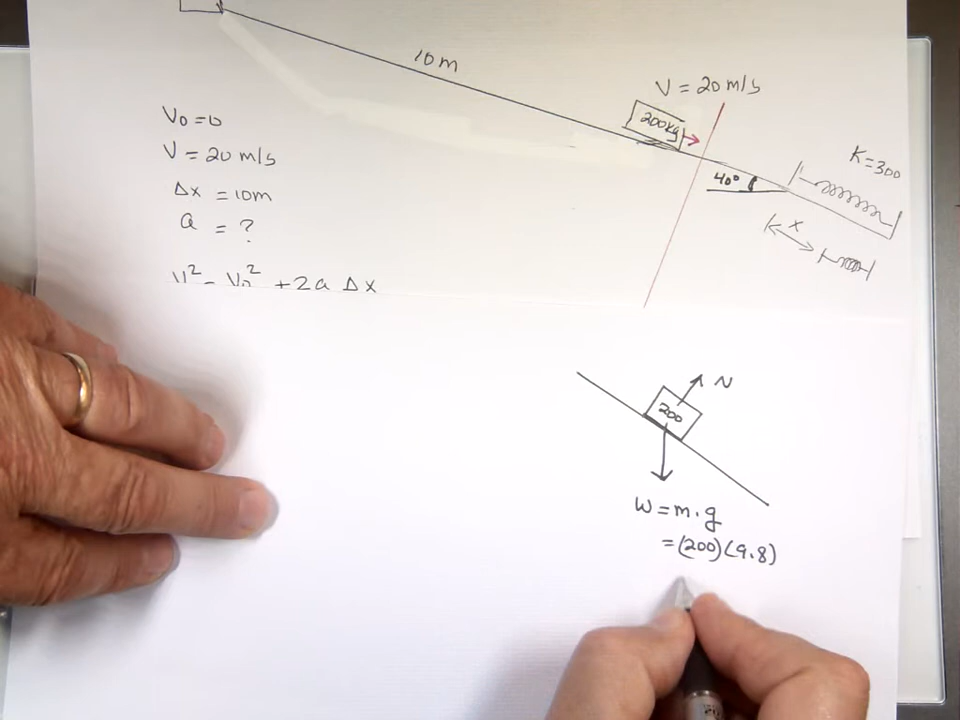 10m
V = 20 m/s
200kg
K=300
40°
x
V₀ = 0
V = 20 m/s
Δx = 10m
a = ?
V² = V₀² + 2a Δx
N
200
W = m.g
= (200)(9.8)